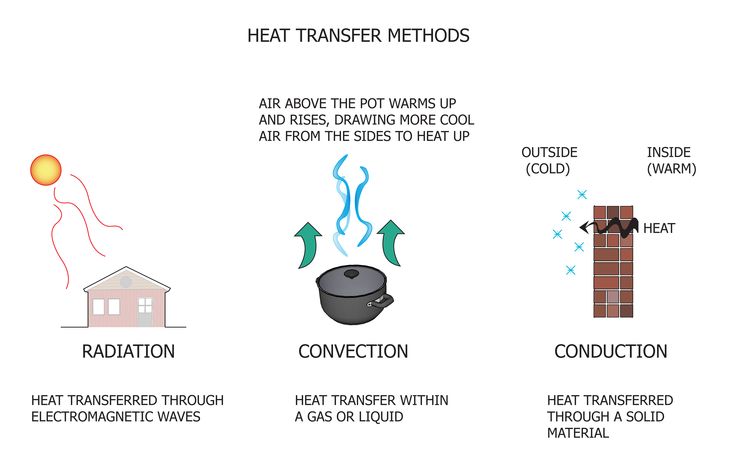 HEAT TRANSFER METHODS
AIR ABOVE THE POT WARMS UP
AND RISES, DRAWING MORE COOL
AIR FROM THE SIDES TO HEAT UP
OUTSIDE
(COLD)
INSIDE
(WARM)
HEAT
RADIATION
CONVECTION
CONDUCTION
HEAT TRANSFERRED THROUGH
ELECTROMAGNETIC WAVES
HEAT TRANSFER WITHIN
A GAS OR LIQUID
HEAT TRANSFERRED
THROUGH A SOLID
MATERIAL